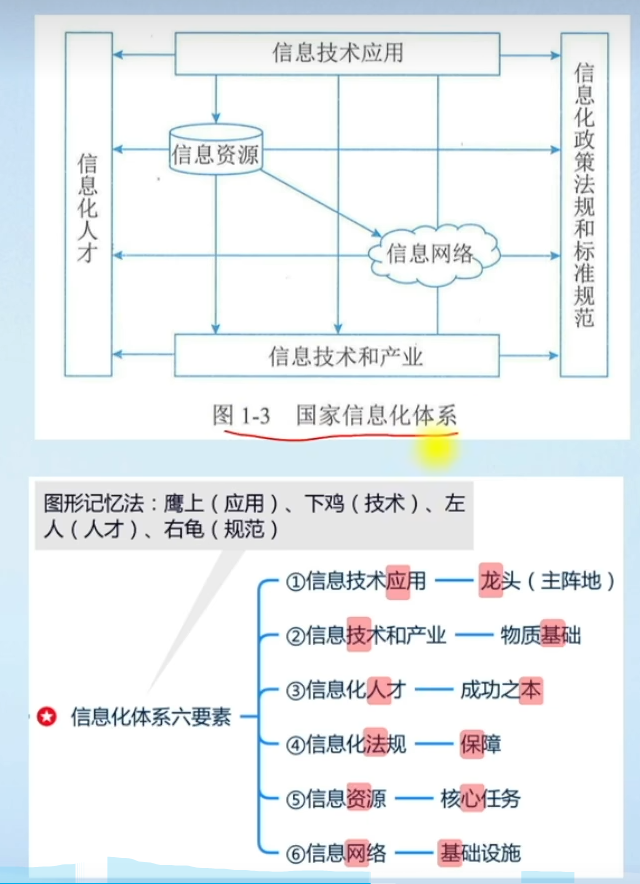 信息技术应用
信息资源
信息网络
信息技术和产业
信息化人才
信息化政策法规和标准规范
图 1-3 国家信息化体系
图形记忆法：鹰上（应用）、下鸡（技术）、左
人（人才）、右龟（规范）
信息化体系六要素
①信息技术应用 龙头（主阵地）
②信息技术和产业 物质基础
③信息化人才 成功之本
④信息化法规 保障
⑤信息资源 核心任务
⑥信息网络 基础设施